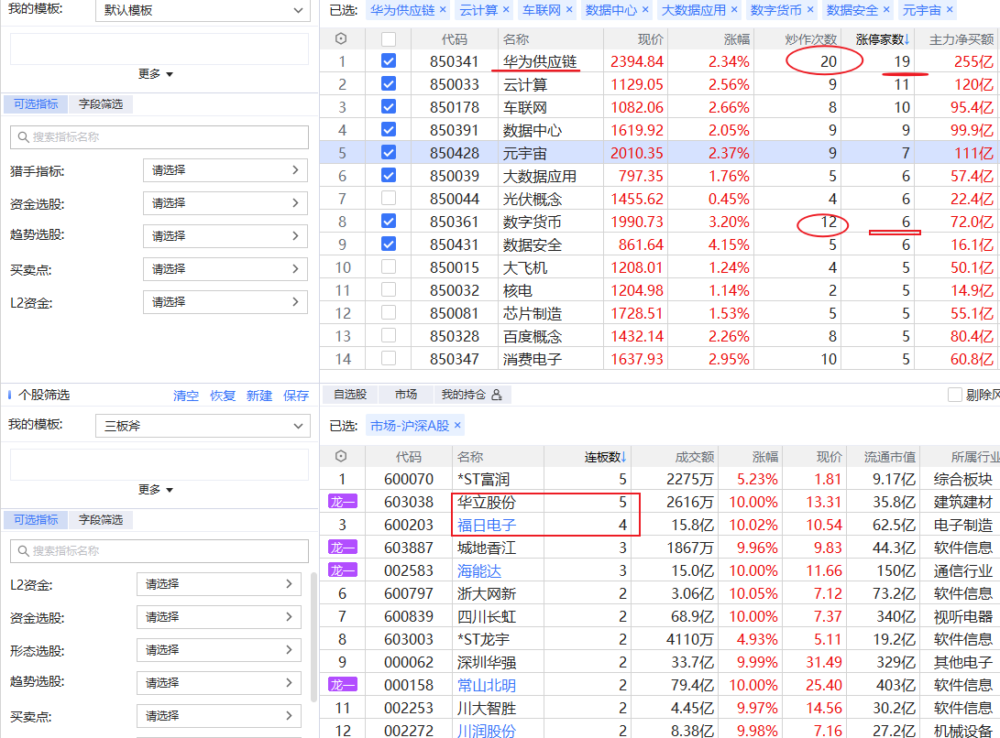 我的模板: 默认模板
更多
可选指标 字段筛选
搜索指标名称
猎手指标: 请选择
资金选股: 请选择
趋势选股: 请选择
买卖点: 请选择
L2资金: 请选择
已选: 华为供应链 × 云计算 × 车联网 × 数据中心 × 大数据应用 × 数字货币 × 数据安全 × 元宇宙 ×
代码 名称 现价 涨幅 炒作次数 涨停家数↓ 主力净买额
1 850341 华为供应链 2394.84 2.34% 20 19 255亿
2 850033 云计算 1129.05 2.56% 9 11 120亿
3 850178 车联网 1082.06 2.66% 8 10 95.4亿
4 850391 数据中心 1619.92 2.05% 9 9 99.9亿
5 850428 元宇宙 2010.35 2.37% 9 7 111亿
6 850039 大数据应用 797.35 1.76% 5 6 57.4亿
7 850044 光伏概念 1455.62 0.45% 4 6 22.4亿
8 850361 数字货币 1990.73 3.20% 12 6 72.0亿
9 850431 数据安全 861.64 4.15% 5 6 16.1亿
10 850015 大飞机 1208.01 1.24% 4 5 50.1亿
11 850032 核电 1204.98 1.14% 2 5 14.9亿
12 850081 芯片制造 1728.51 1.53% 5 5 55.1亿
13 850328 百度概念 1432.14 2.26% 8 5 80.4亿
14 850347 消费电子 1637.93 2.95% 10 5 60.8亿
个股筛选 清空 恢复 新建 保存
我的模板: 三板斧
更多
可选指标 字段筛选
搜索指标名称
L2资金: 请选择
资金选股: 请选择
形态选股: 请选择
趋势选股: 请选择
买卖点: 请选择
自选股 市场 我的持仓 剔除风
已选: 市场-沪深A股 ×
代码 名称 连板数↓ 成交额 涨幅 现价 流通市值 所属行业
1 600070 *ST富润 5 2275万 5.23% 1.81 9.17亿 综合板块
龙一 603038 华立股份 5 2616万 10.00% 13.31 35.8亿 建筑建材
3 600203 福日电子 4 15.8亿 10.02% 10.54 62.5亿 电子制造
龙一 603887 城地香江 3 1867万 9.96% 9.83 44.3亿 软件信息
龙一 002583 海能达 3 15.0亿 10.00% 11.66 150亿 通信行业
6 600797 浙大网新 2 3.06亿 10.05% 7.12 73.2亿 软件信息
7 600839 四川长虹 2 68.9亿 10.00% 7.37 340亿 视听电器
8 603003 *ST龙宇 2 4110万 4.93% 5.11 19.2亿 软件信息
9 000062 深圳华强 2 33.7亿 9.99% 31.49 329亿 其他电子
龙一 000158 常山北明 2 79.4亿 10.00% 25.40 403亿 软件信息
11 002253 川大智胜 2 4.45亿 9.97% 14.56 30.2亿 软件信息
12 002272 川润股份 2 8.38亿 9.98% 7.16 27.2亿 机械设备